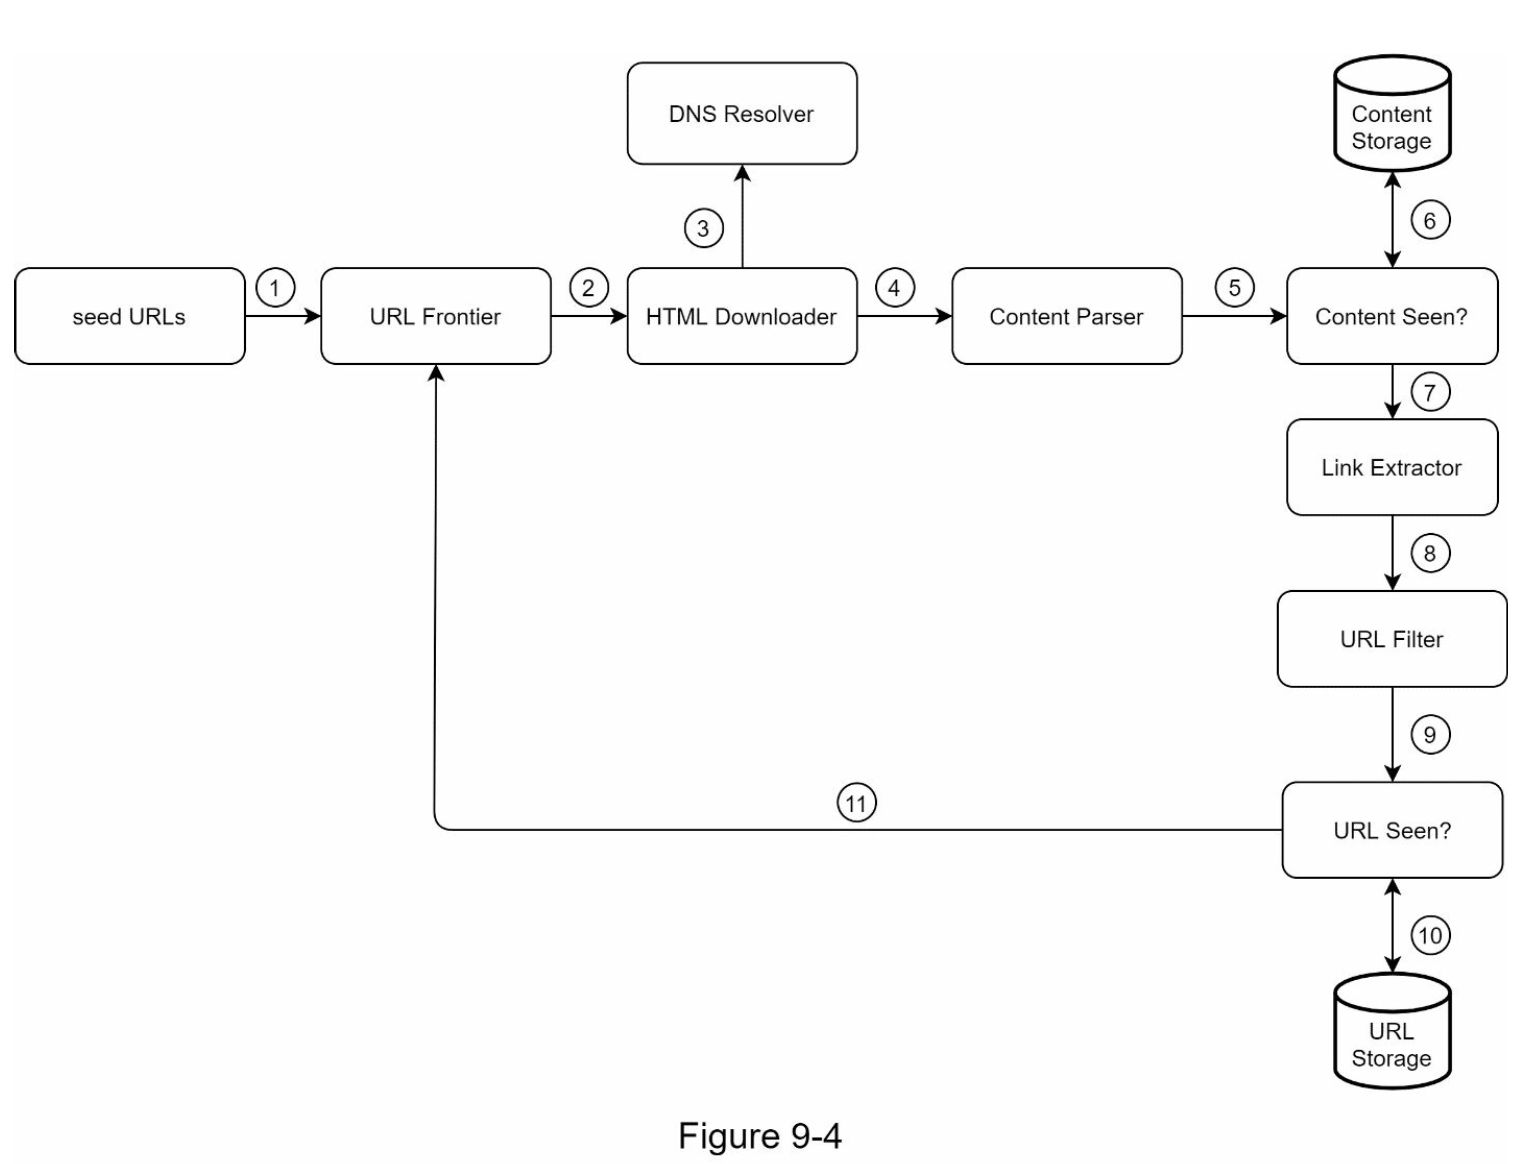 DNS Resolver
Content
Storage
3
6
seed URLs
1
URL Frontier
2
HTML Downloader
4
Content Parser
5
Content Seen?
7
Link Extractor
8
URL Filter
9
11
URL Seen?
10
URL
Storage
Figure 9-4